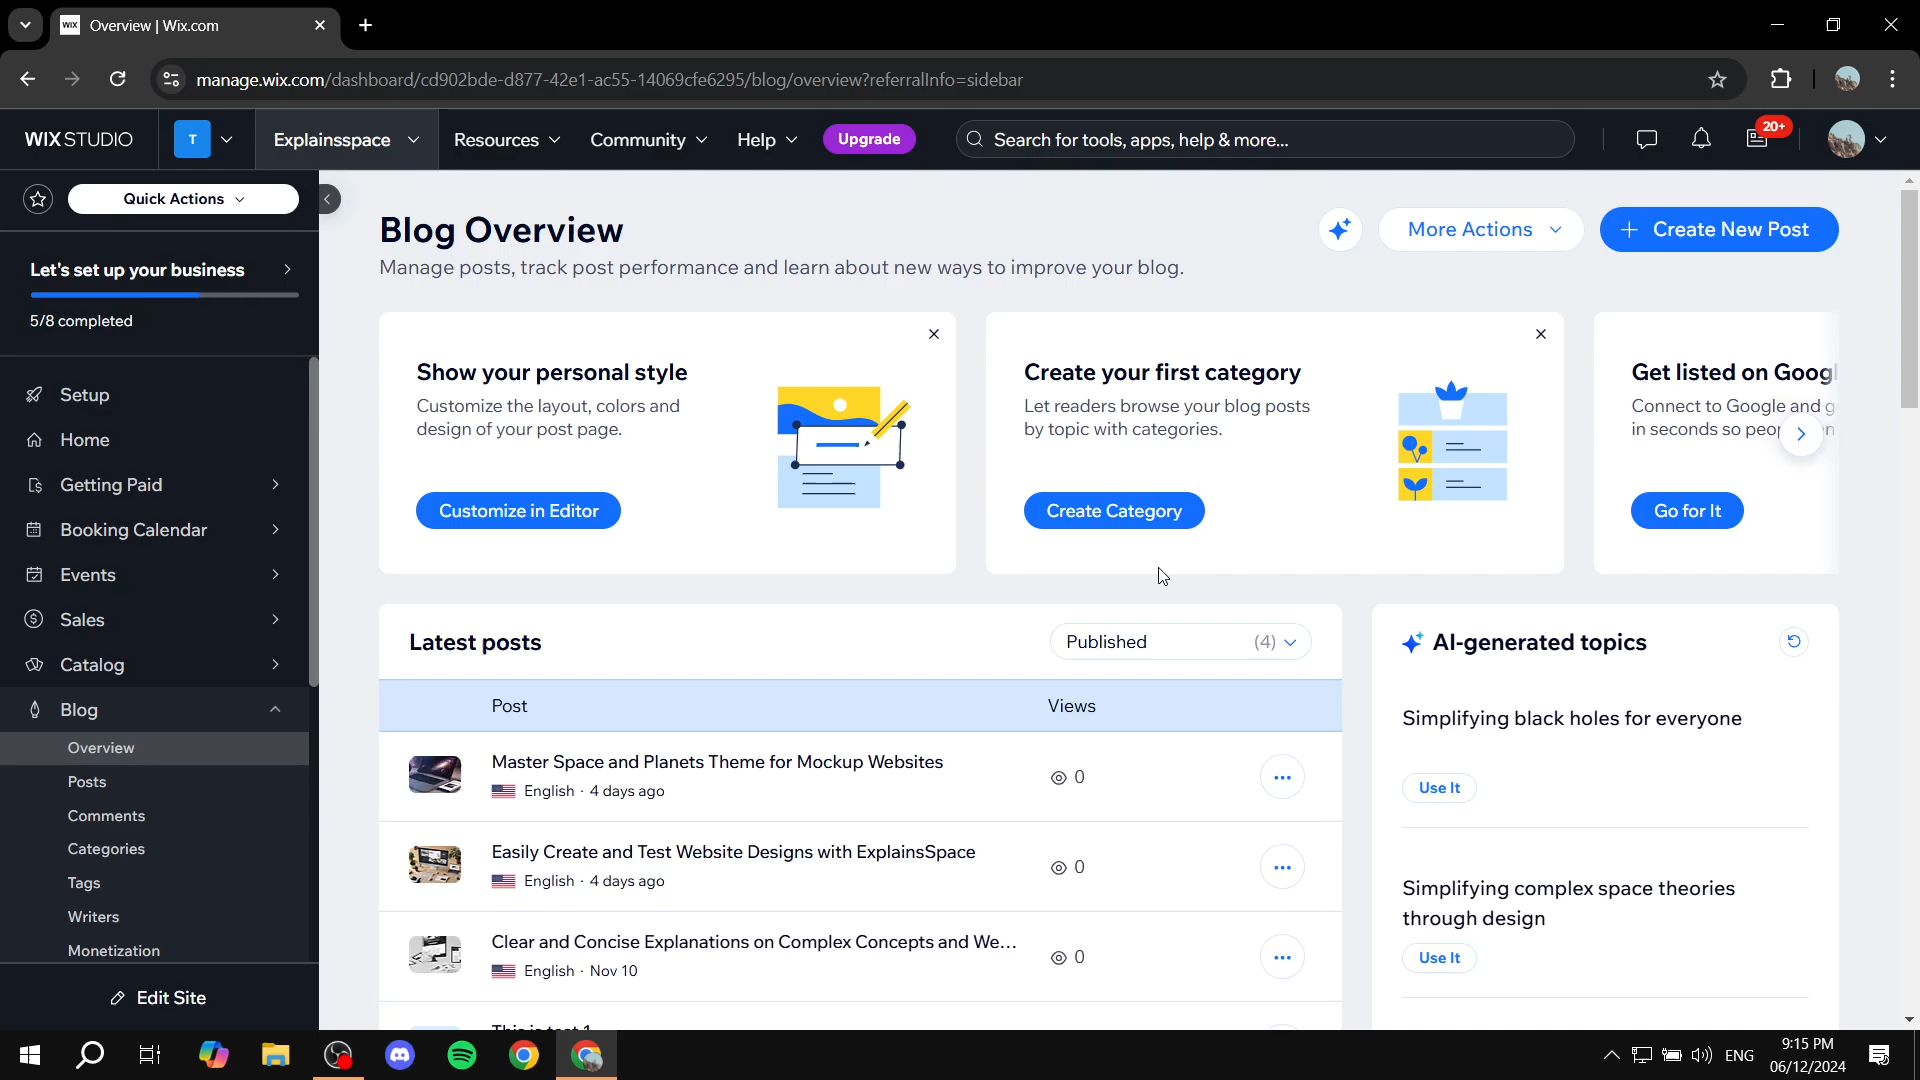 WiX Overview | Wix.com
manage.wix.com/dashboard/cd902bde-d877-42e1-ac55-14069cfe6295/blog/overview?referralInfo=sidebar
WIX STUDIO T Explainsspace Resources Community Help Upgrade Search for tools, apps, help & more... 20+
Quick Actions
Let's set up your business
5/8 completed
Setup
Home
Getting Paid
Booking Calendar
Events
Sales
Catalog
Blog
Overview
Posts
Comments
Categories
Tags
Writers
Monetization
Edit Site
Blog Overview
More Actions
Create New Post
Manage posts, track post performance and learn about new ways to improve your blog.
Show your personal style
Customize the layout, colors and
design of your post page.
Customize in Editor
Create your first category
Let readers browse your blog posts
by topic with categories.
Create Category
Get listed on Googl
Connect to Google and g
in seconds so peo
Go for It
Latest posts
Published (4)
Post Views
Master Space and Planets Theme for Mockup Websites
English · 4 days ago
0
Easily Create and Test Website Designs with ExplainsSpace
English · 4 days ago
0
Clear and Concise Explanations on Complex Concepts and We...
English · Nov 10
0
This is test 1
AI-generated topics
Simplifying black holes for everyone
Use It
Simplifying complex space theories
through design
Use It
ENG
9:15 PM
06/12/2024